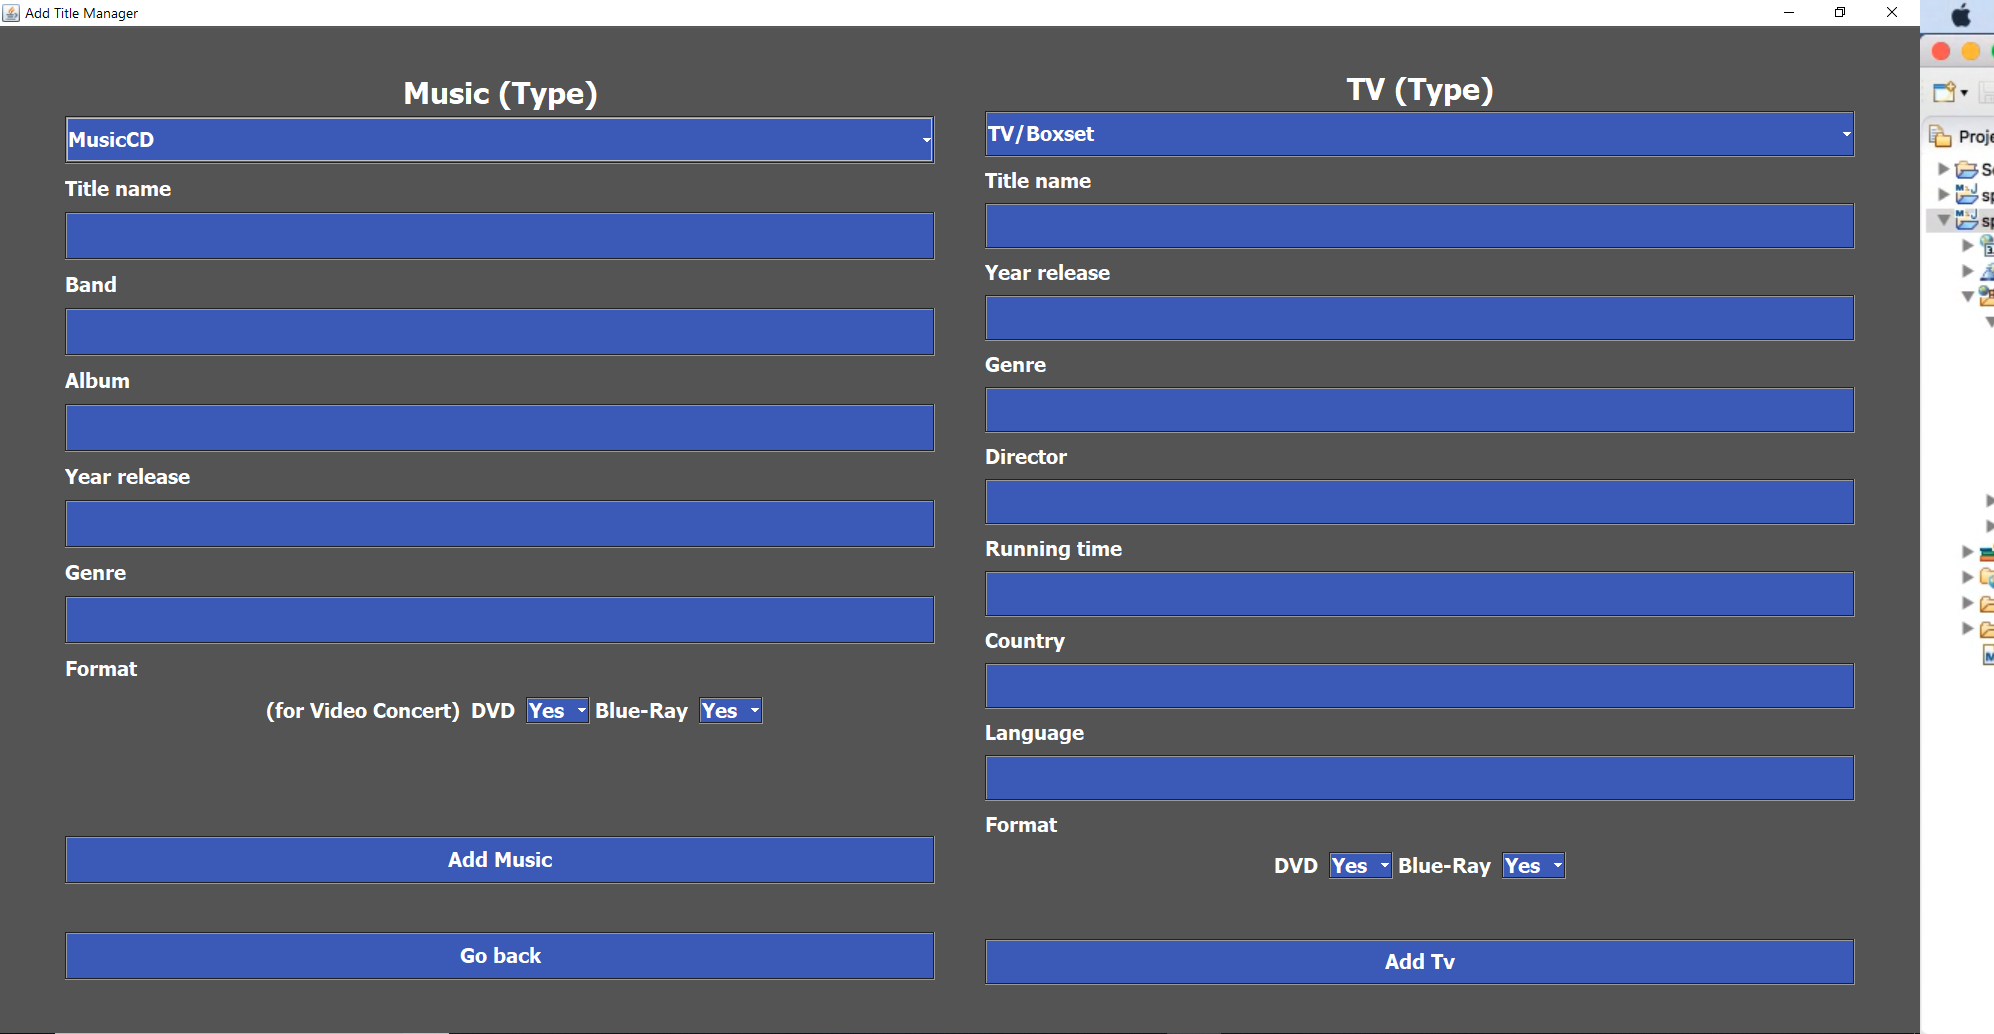 Add Title Manager
Music (Type)
MusicCD
Title name
Band
Album
Year release
Genre
Format
(for Video Concert) DVD Yes Blue-Ray Yes
Add Music
Go back
TV (Type)
TV/Boxset
Title name
Year release
Genre
Director
Running time
Country
Language
Format
DVD Yes Blue-Ray Yes
Add Tv